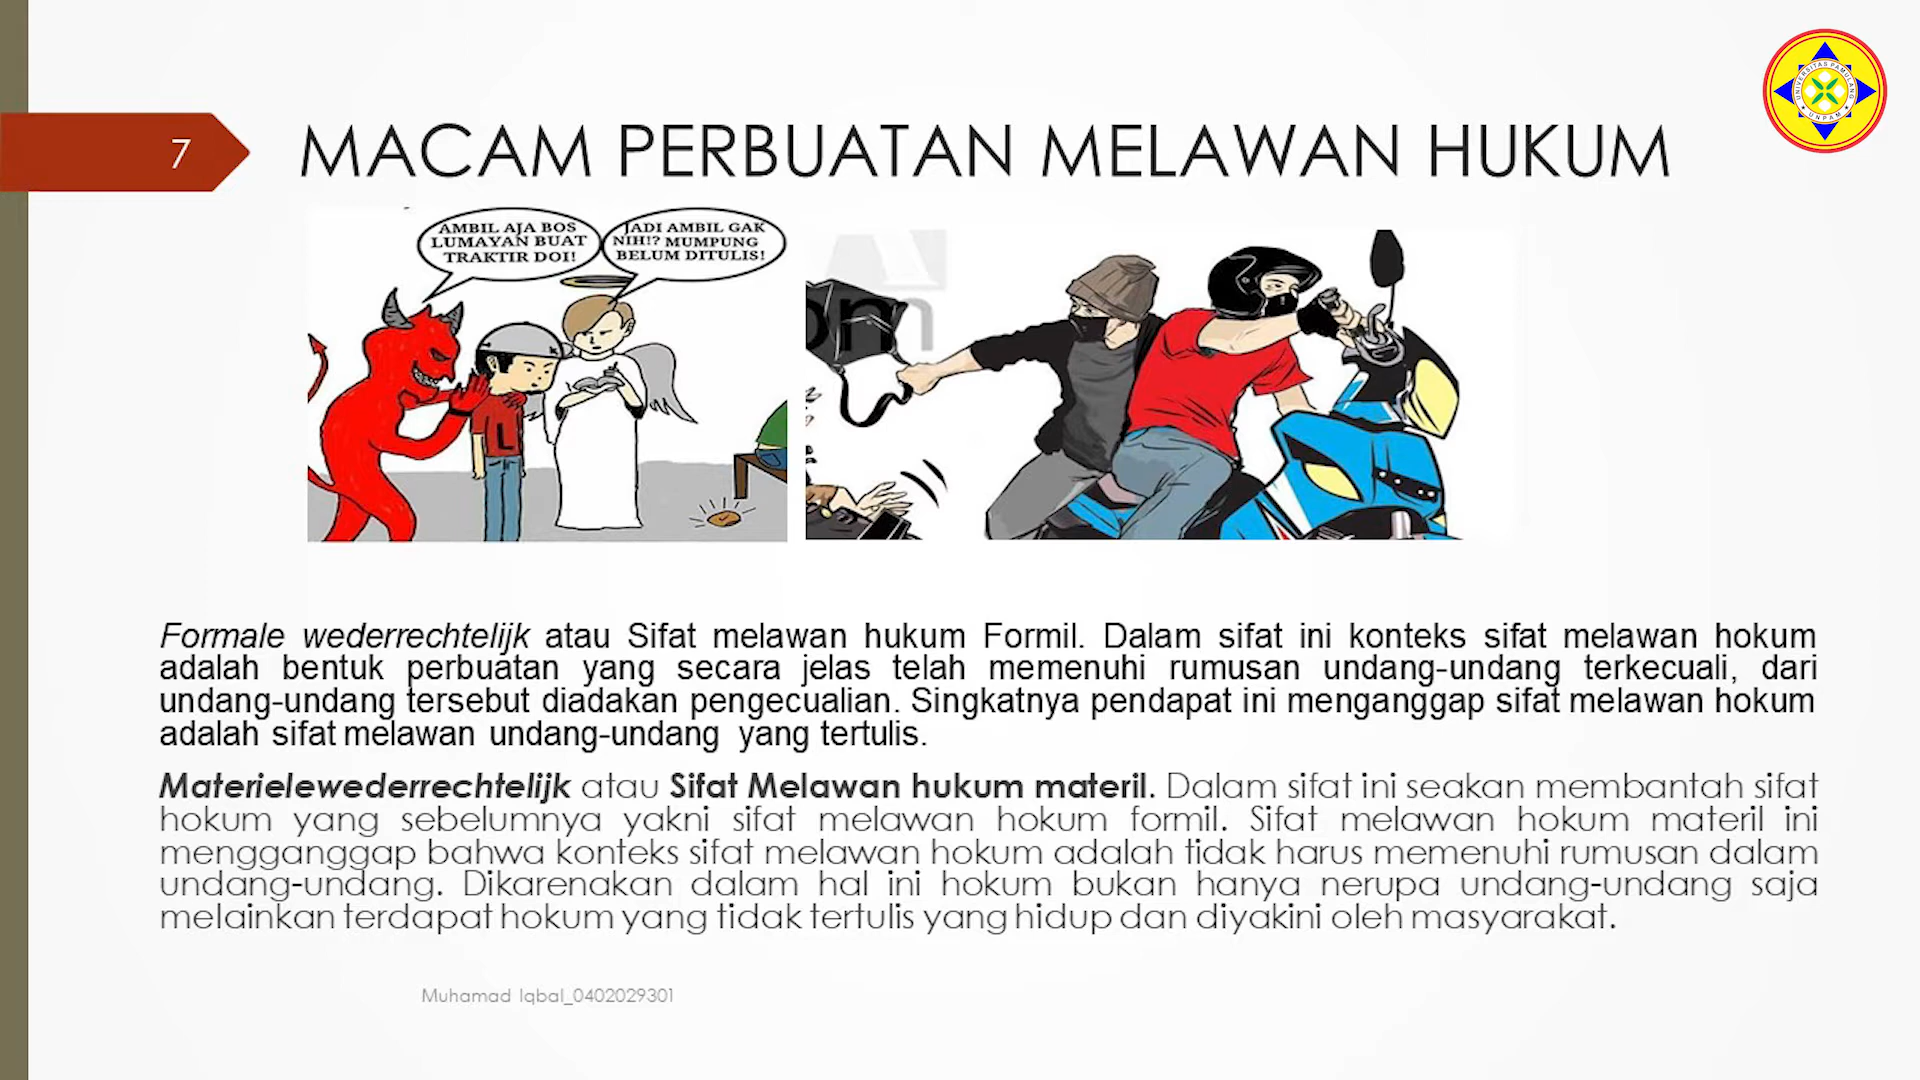 7
MACAM PERBUATAN MELAWAN HUKUM
UNIVERSITAS PAMULANG
UNPAM
AMBIL AJA BOS
LUMAYAN BUAT
TRAKTIR DOI!
JADI AMBIL GAK
NIH!? MUMPUNG
BELUM DITULIS!
L
om
Formale wederrechtelijk atau Sifat melawan hukum Formil. Dalam sifat ini konteks sifat melawan hokum
adalah bentuk perbuatan yang secara jelas telah memenuhi rumusan undang-undang terkecuali, dari
undang-undang tersebut diadakan pengecualian. Singkatnya pendapat ini menganggap sifat melawan hokum
adalah sifat melawan undang-undang yang tertulis.
Materielewederrechtelijk atau Sifat Melawan hukum materil. Dalam sifat ini seakan membantah sifat
hokum yang sebelumnya yakni sifat melawan hokum formil. Sifat melawan hokum materil ini
mengganggap bahwa konteks sifat melawan hokum adalah tidak harus memenuhi rumusan dalam
undang-undang. Dikarenakan dalam hal ini hokum bukan hanya nerupa undang-undang saja
melainkan terdapat hokum yang tidak tertulis yang hidup dan diyakini oleh masyarakat.
Muhamad Iqbal_0402029301